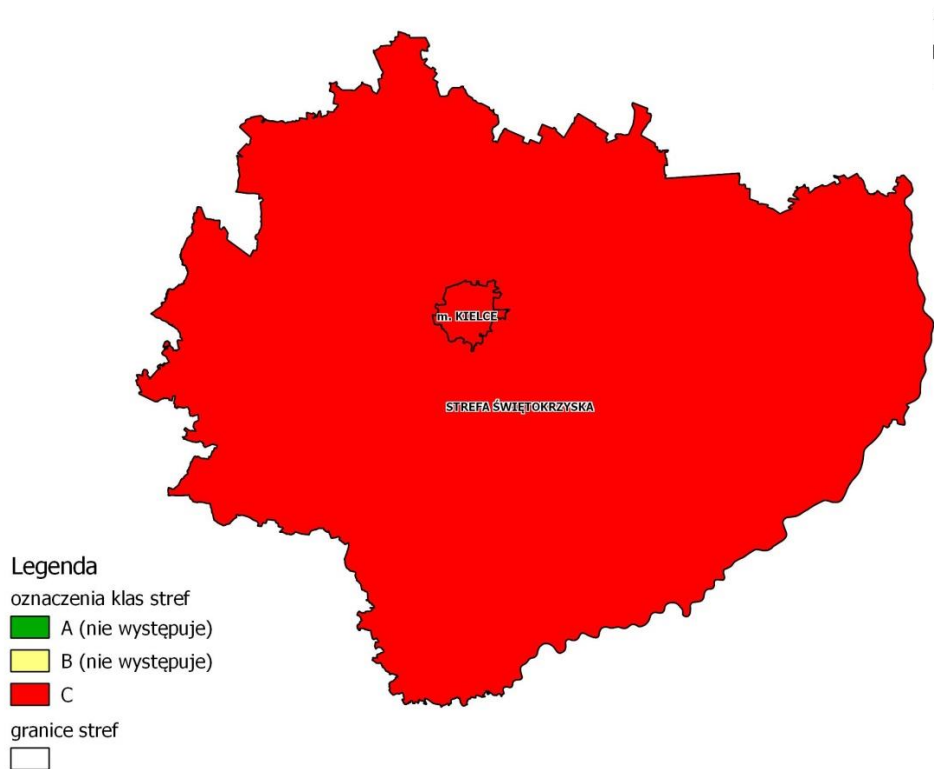 m. KIELCE
STREFA ŚWIĘTOKRZYSKA
Legenda
oznaczenia klas stref
A (nie występuje)
B (nie występuje)
C
granice stref